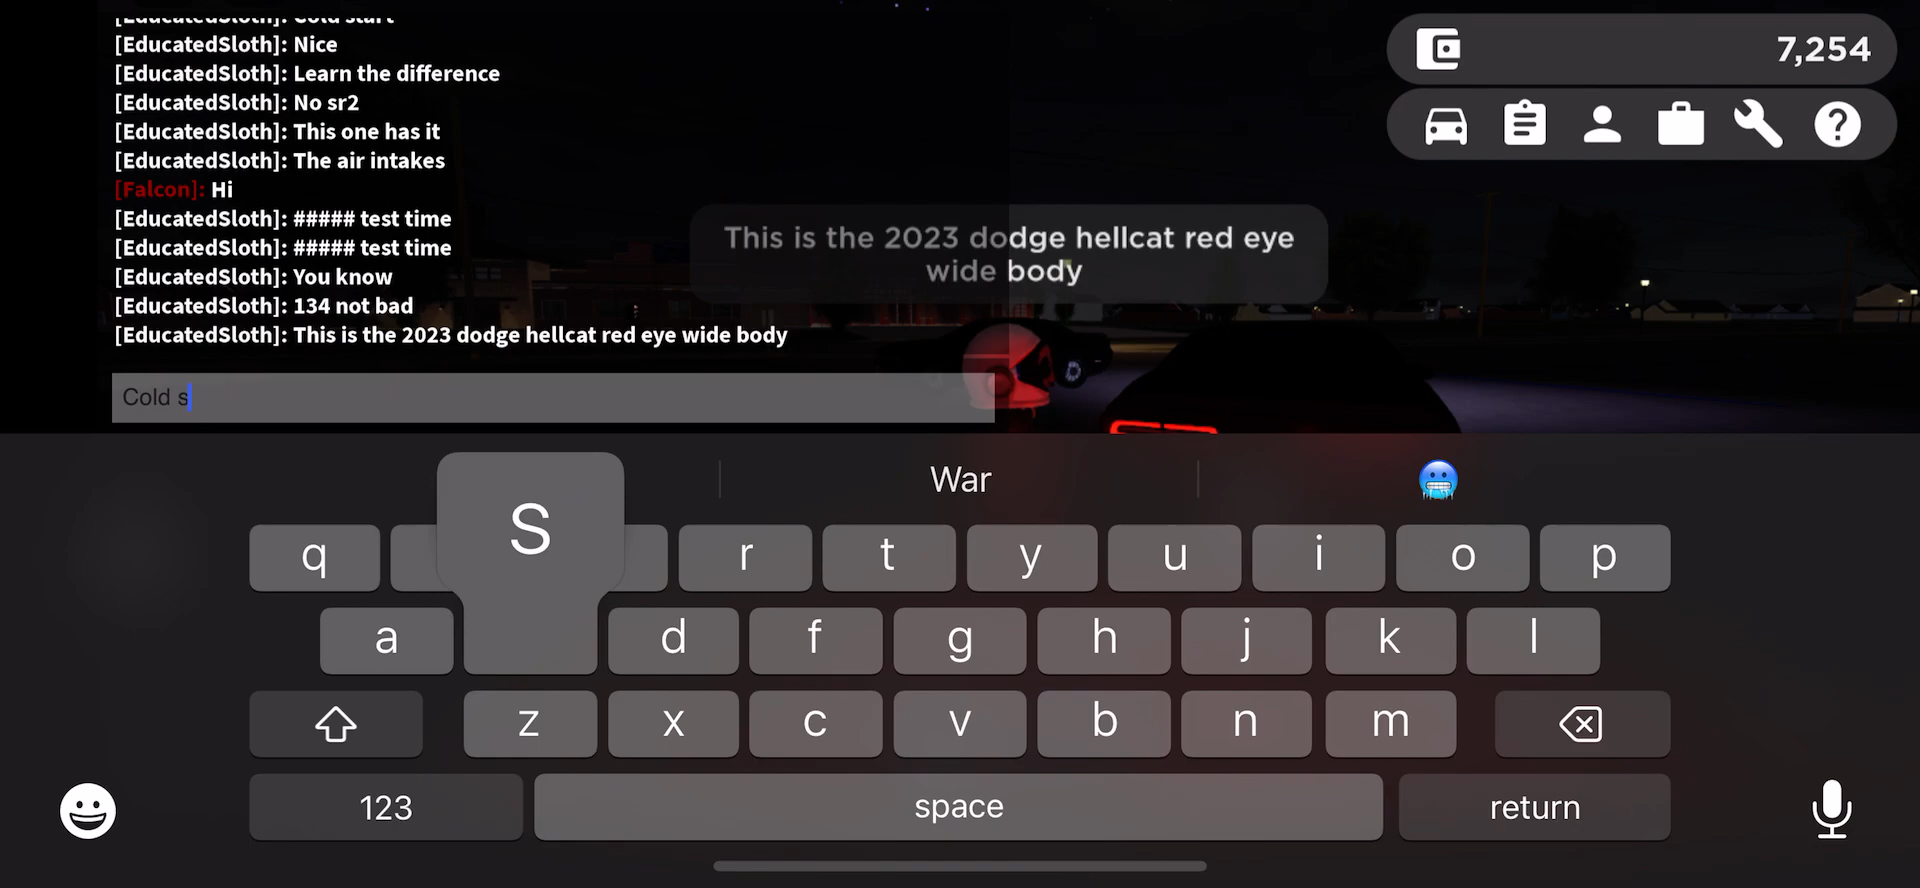 [EducatedSloth]: Cold start
[EducatedSloth]: Nice
[EducatedSloth]: Learn the difference
[EducatedSloth]: No sr2
[EducatedSloth]: This one has it
[EducatedSloth]: The air intakes
[Falcon]: Hi
[EducatedSloth]: ##### test time
[EducatedSloth]: ##### test time
[EducatedSloth]: You know
[EducatedSloth]: 134 not bad
[EducatedSloth]: This is the 2023 dodge hellcat red eye wide body
Cold s
7,254
This is the 2023 dodge hellcat red eye
wide body
War
S
q r t y u i o p
a d f g h j k l
z x c v b n m
123 space return